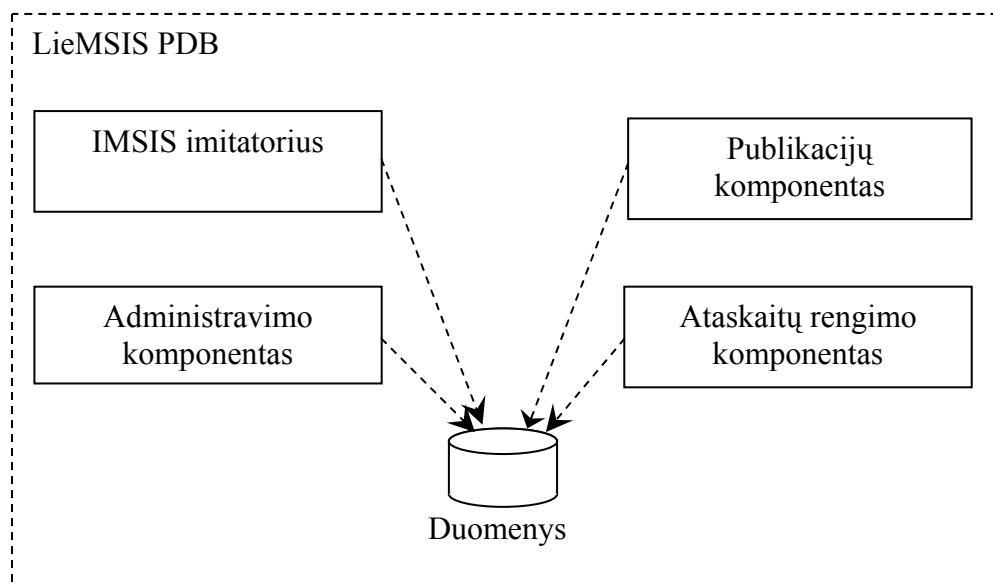 LieMSIS PDB
IMSIS imitatorius
Publikacijų
komponentas
Administravimo
komponentas
Ataskaitų rengimo
komponentas
Duomenys